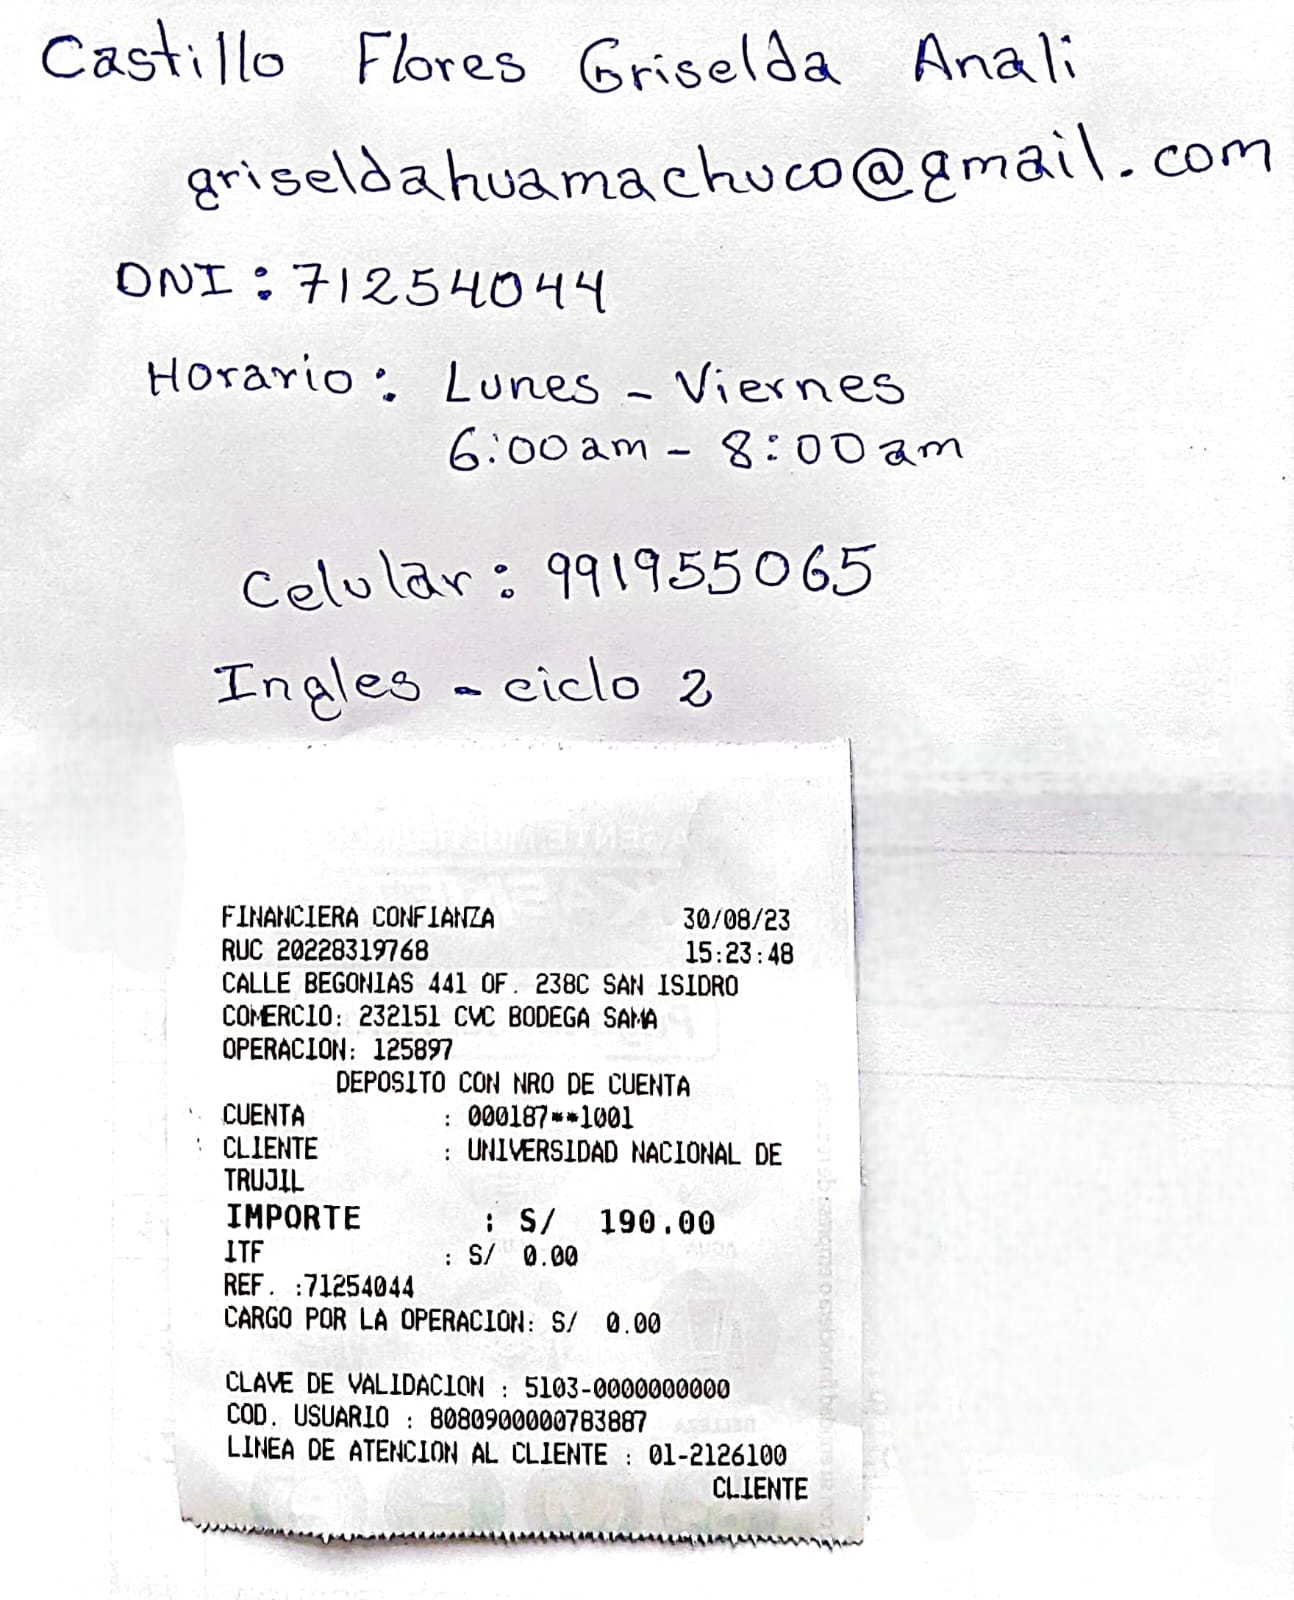 Castillo Flores Griselda Anali
griseldahuamachuco@gmail.com
DNI : 71254044
Horario : Lunes - Viernes
6:00 am - 8:00 am
Celular : 991955065
Ingles - ciclo 2
FINANCIERA CONFIANZA 30/08/23
RUC 20228319768 15:23:48
CALLE BEGONIAS 441 OF. 238C SAN ISIDRO
COMERCIO: 232151 CVC BODEGA SAMA
OPERACION: 125897
DEPOSITO CON NRO DE CUENTA
CUENTA : 000187**1001
CLIENTE : UNIVERSIDAD NACIONAL DE
TRUJIL
IMPORTE : S/ 190.00
ITF : S/ 0.00
REF. :71254044
CARGO POR LA OPERACION: S/ 0.00
CLAVE DE VALIDACION : 5103-0000000000
COD. USUARIO : 8080900000783887
LINEA DE ATENCION AL CLIENTE : 01-2126100
CLIENTE